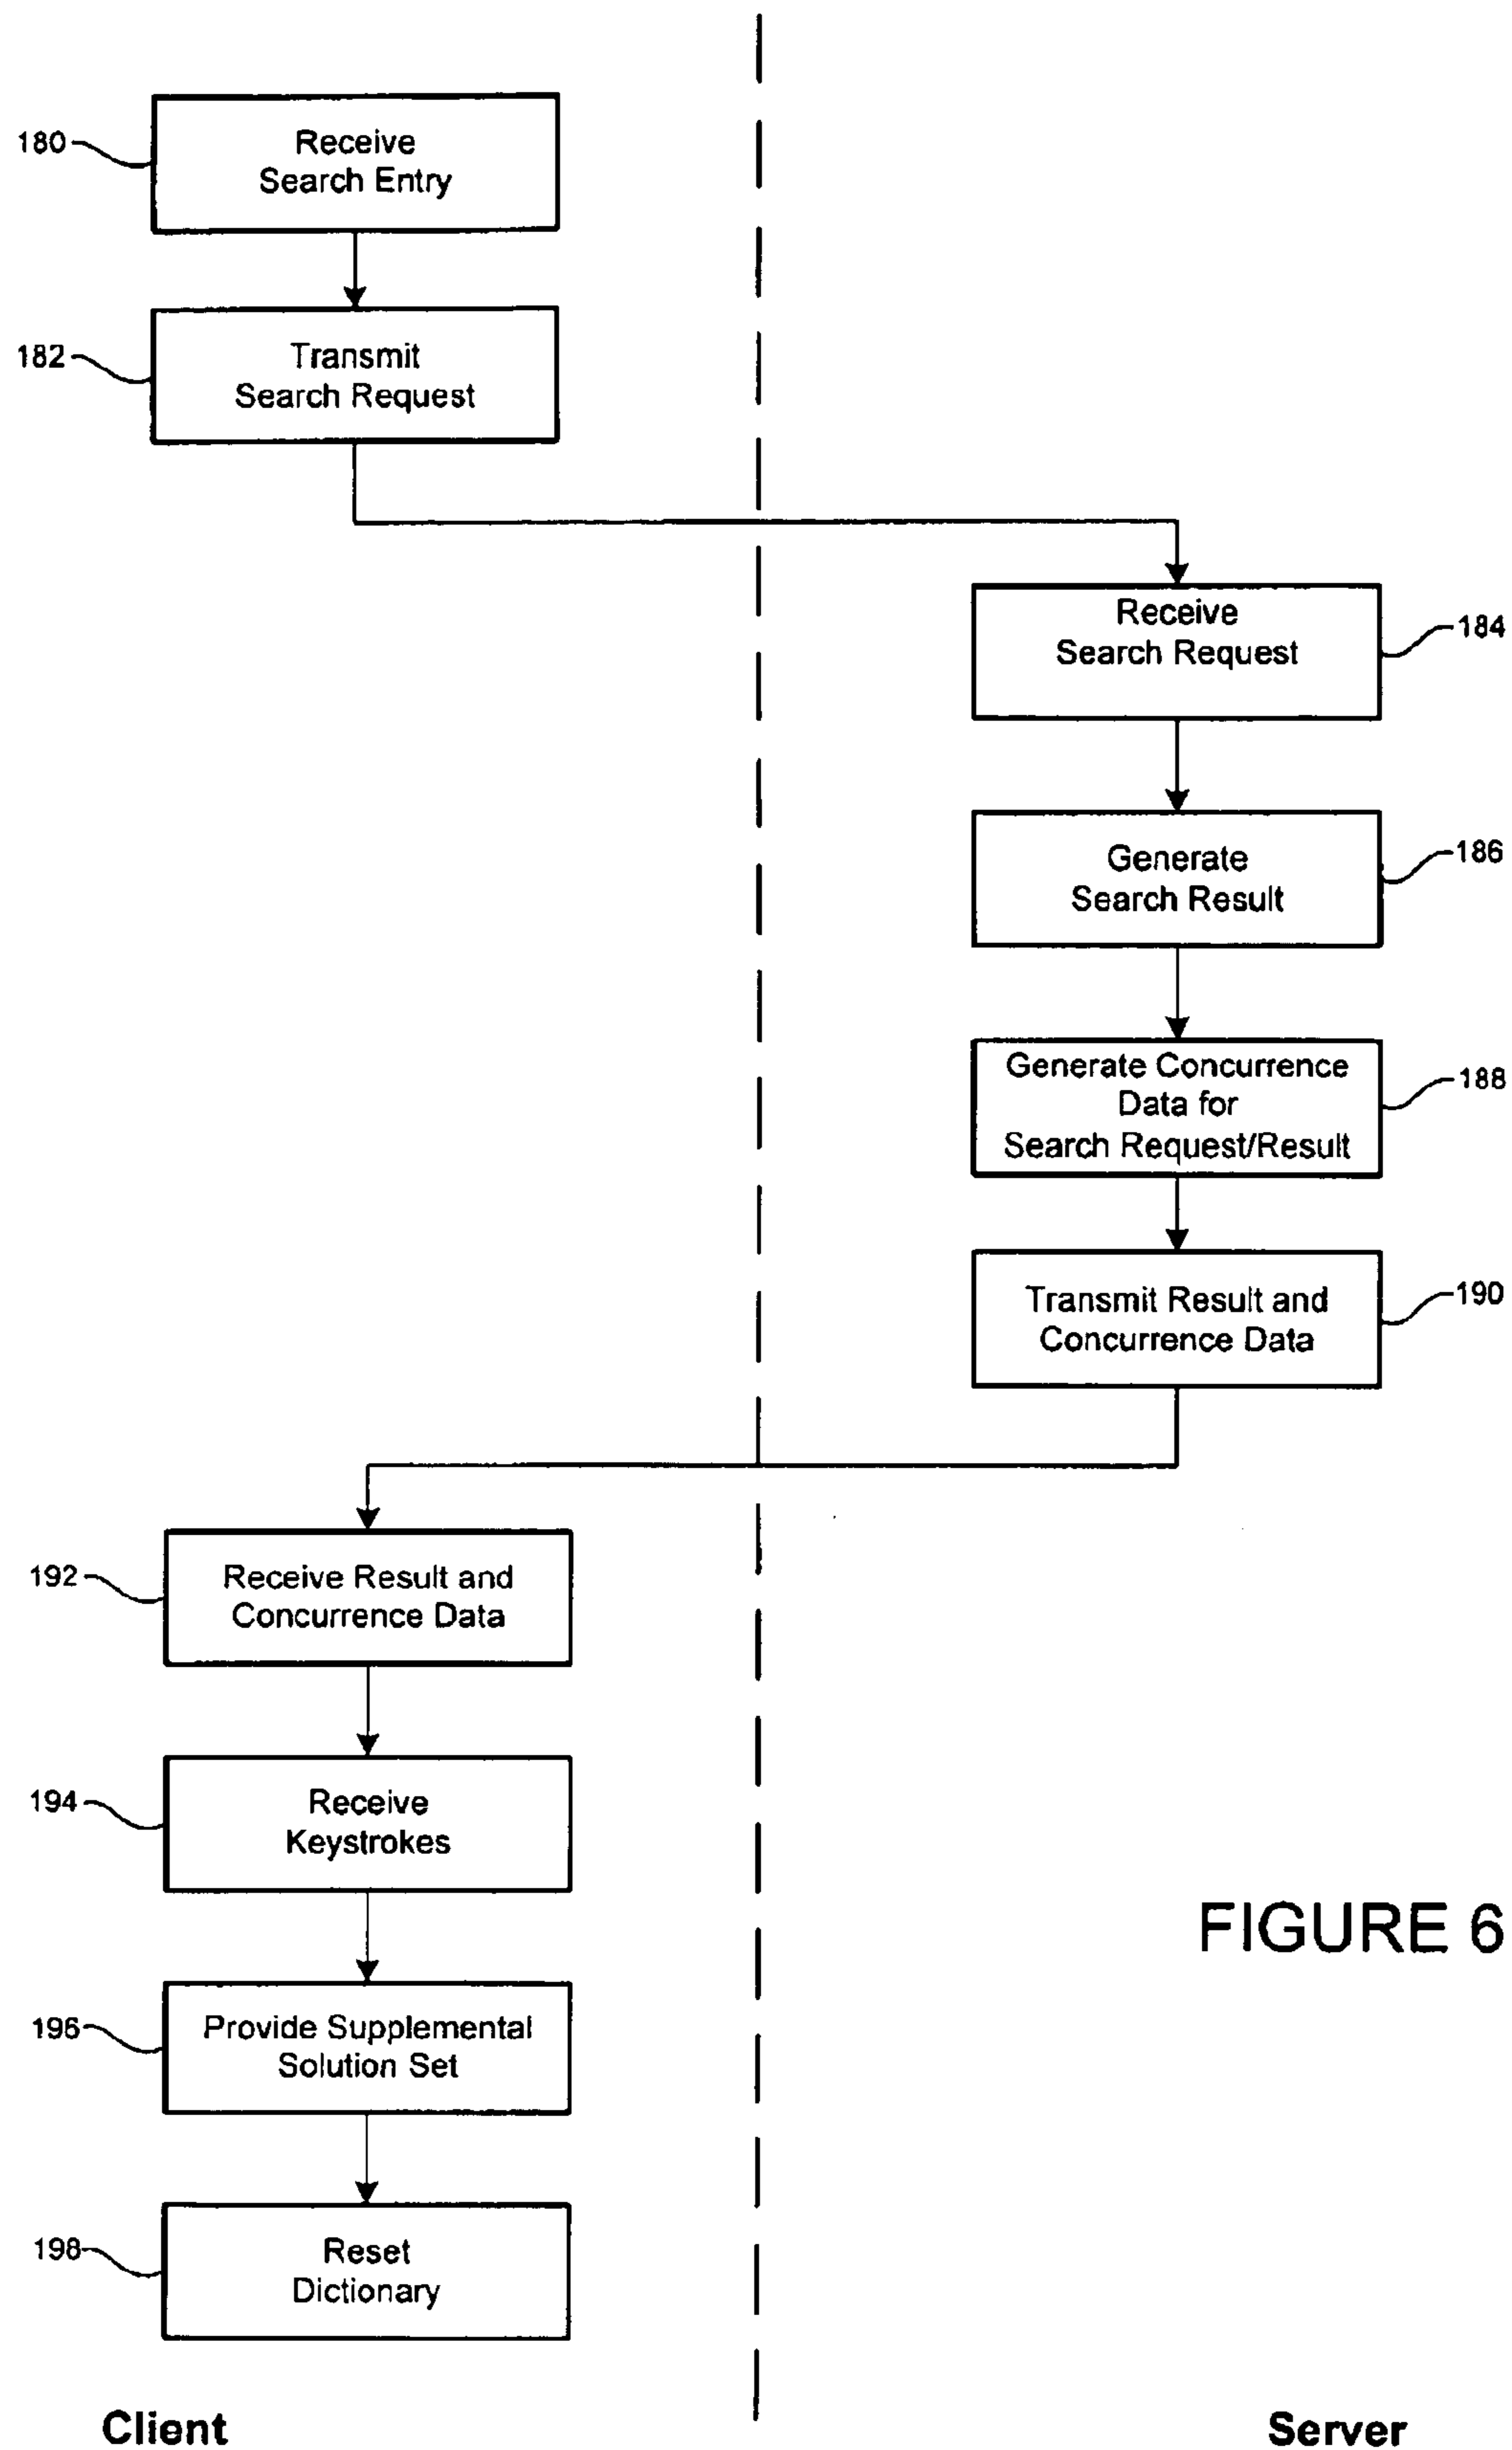 180
Receive
Search Entry
182
Transmit
Search Request
Receive
Search Request
184
Generate
Search Result
186
Generate Concurrence
Data for
Search Request/Result
188
Transmit Result and
Concurrence Data
190
192
Receive Result and
Concurrence Data
194
Receive
Keystrokes
196
Provide Supplemental
Solution Set
198
Reset
Dictionary
FIGURE 6
Client
Server